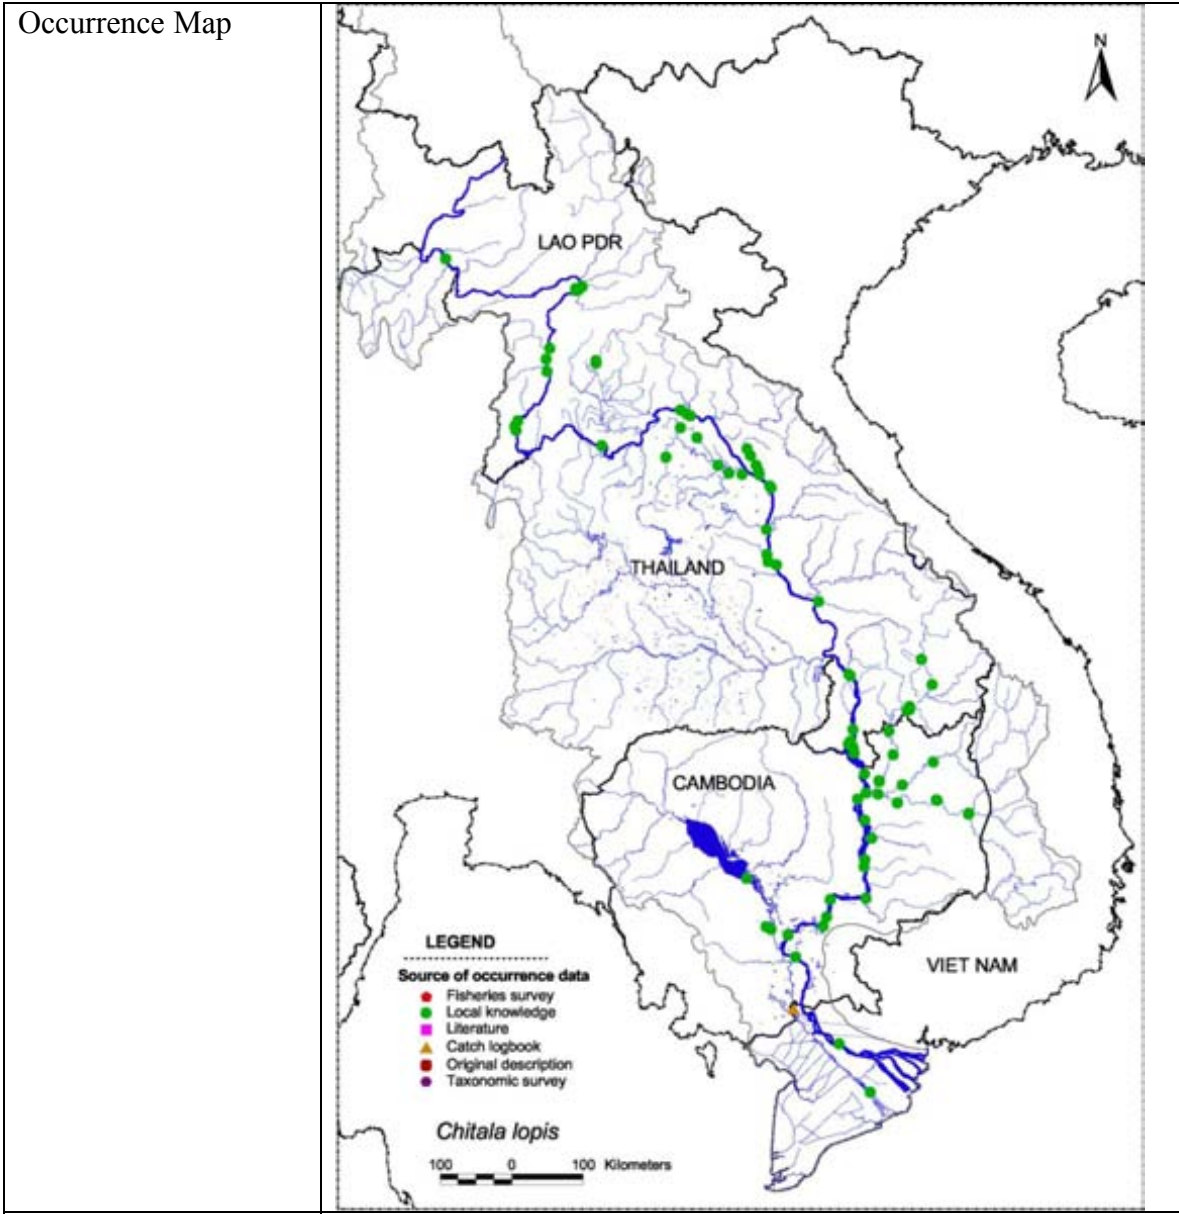 Occurrence Map
N
LAO PDR
THAILAND
CAMBODIA
VIET NAM
LEGEND
Source of occurrence data
Fisheries survey
Local knowledge
Literature
Catch logbook
Original description
Taxonomic survey
Chitala lopis
100 0 100 Kilometers